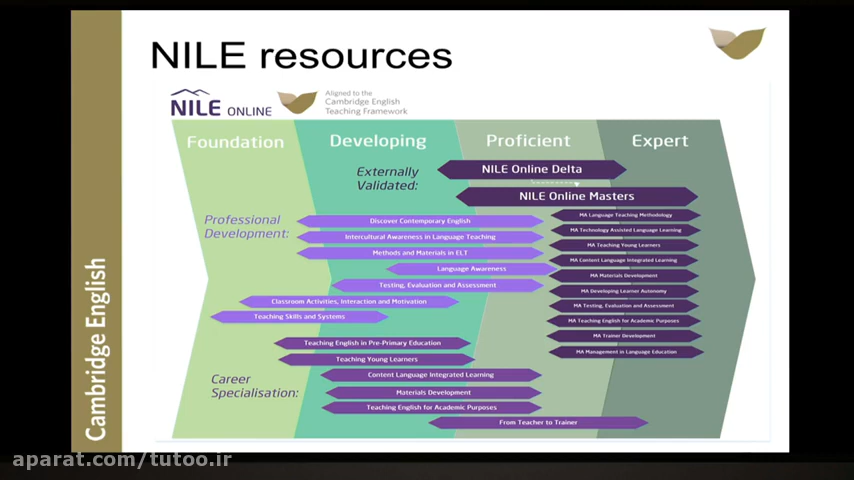 NILE resources
NILE ONLINE
Aligned to the
Cambridge English
Teaching Framework
Foundation
Developing
Proficient
Expert
Externally
Validated:
NILE Online Delta
NILE Online Masters
Professional
Development:
Discover Contemporary English
Intercultural Awareness in Language Teaching
Methods and Materials in ELT
Language Awareness
Testing, Evaluation and Assessment
Classroom Activities, Interaction and Motivation
Teaching Skills and Systems
MA Language Teaching Methodology
MA Technology Assisted Language Learning
MA Teaching Young Learners
MA Content Language Integrated Learning
MA Materials Development
MA Developing Learner Autonomy
MA Testing, Evaluation and Assessment
MA Teaching English for Academic Purposes
MA Trainer Development
MA Management in Language Education
Teaching English in Pre-Primary Education
Teaching Young Learners
Career
Specialisation:
Content Language Integrated Learning
Materials Development
Teaching English for Academic Purposes
From Teacher to Trainer
Cambridge English
aparat.com/tutoo.ir